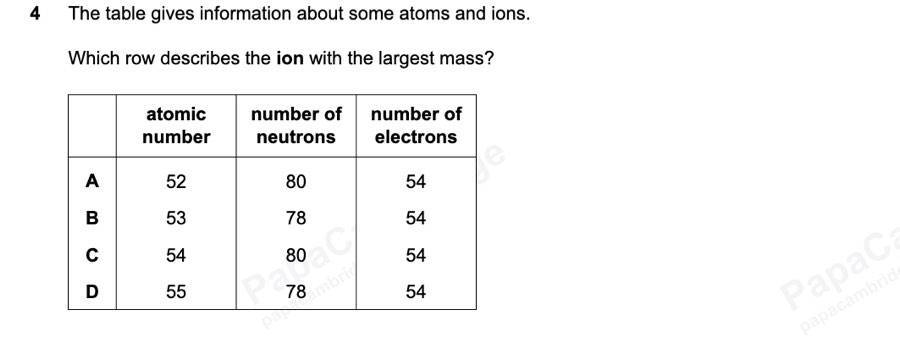 4 The table gives information about some atoms and ions.
Which row describes the ion with the largest mass?
atomic number number of neutrons number of electrons
A 52 80 54
B 53 78 54
C 54 80 54
D 55 78 54
PapaCa
papacambridge